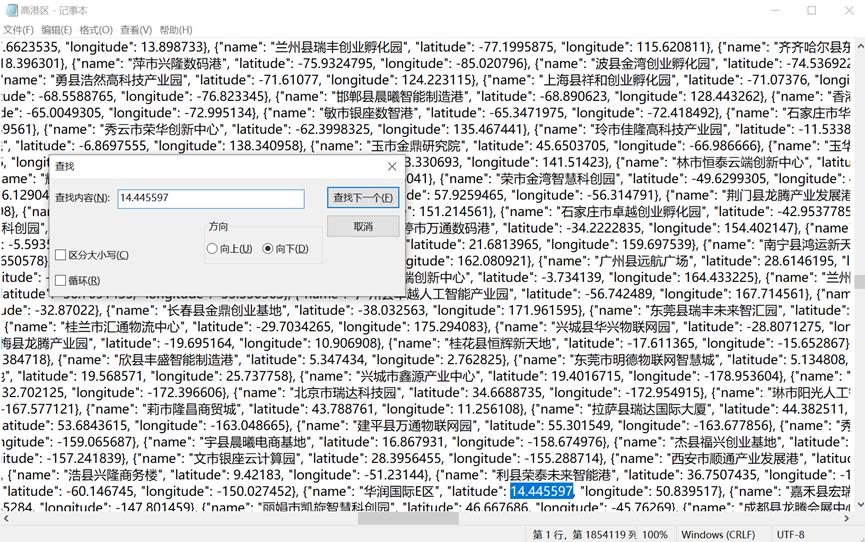 高港区 - 记事本
文件(F) 编辑(E) 格式(O) 查看(V) 帮助(H)
.6623535, "longitude": 13.898733}, {"name": "兰州县瑞丰创业孵化园", "latitude": -77.1995875, "longitude": 115.620811}, {"name": "齐齐哈尔县东
8.396301}, {"name": "萍市兴隆数码港", "latitude": -75.9324795, "longitude": -85.020796}, {"name": "波县金湾创业孵化园", "latitude": -74.536922
name": "勇县浩然高科技产业园", "latitude": -71.61077, "longitude": 124.223115}, {"name": "上海县祥和创业孵化园", "latitude": -71.07376, "longi
ude": -68.5588765, "longitude": -76.823345}, {"name": "邯郸县晨曦智能制造港", "latitude": -68.890623, "longitude": 128.443262}, {"name": "香港
de": -65.0049305, "longitude": -72.995134}, {"name": "敏市银座数智港", "latitude": -65.3471975, "longitude": -72.418492}, {"name": "石家庄市华
9561}, {"name": "秀云市荣华创新中心", "latitude": -62.3998325, "longitude": 135.467441}, {"name": "玲市佳隆高科技产业园", "latitude": -11.5338
", "latitude": -6.8697555, "longitude": 138.340958}, {"name": "玉市金鼎研究院", "latitude": 45.6503705, "longitude": -66.986666}, {"name": "玉华
查找
3.330693, "longitude": 141.51423}, {"name": "林市恒泰云端创新中心", "latitu
041}, {"name": "荣市金湾智慧科创园", "latitude": -49.6299305,
查找内容(N): 14.445597 查找下一个(F)
6.12904
57.9259465, "longitude": -56.314791}, {"name": "荆门县龙腾产业发展港
取消
方向
151.214561}, {"name": "石家庄市卓越创业孵化园", "latitude": -42.9537785
科创园",
市万通数码港", "latitude": -34.2222835, "longitude": 154.402147}, {"name":
向上(U) 向下(D)
-5.5935
21.6813965, "longitude": 159.697539}, {"name": "南宁县鸿运新天
区分大小写(C)
650578}
162.080921}, {"name": "广州县远航广场", "latitude": 28.6146195, "l
循环(R)
端创新中心", "latitude": -3.734139, "longitude": 164.433225}, {"name": "兰州
人工智能产业园", "latitude": -56.742489, "longitude": 167.714561}, {"nam
ude": -32.87022}, {"name": "长春县金鼎创业基地", "latitude": -38.032563, "longitude": 171.961595}, {"name": "东莞县瑞丰未来智汇园", "latitude":
{"name": "桂兰市汇通物流中心", "latitude": -29.7034265, "longitude": 175.294083}, {"name": "兴城县华兴物联网园", "latitude": -28.8071275, "longitu
海县龙腾产业园", "latitude": -19.695164, "longitude": 10.906908}, {"name": "桂花县恒辉新天地", "latitude": -17.611365, "longitude": -15.652867}
384718}, {"name": "欣县丰盛智能制造港", "latitude": 5.347434, "longitude": 2.762825}, {"name": "东莞市明德物联网智慧城", "latitude": 5.134808,
", "latitude": 19.568571, "longitude": 25.737758}, {"name": "兴城市鑫源产业中心", "latitude": 19.4016715, "longitude": -178.953604}, {"name":
32.702125, "longitude": -172.396606}, {"name": "北京市瑞达科技园", "latitude": 34.6688735, "longitude": -172.954915}, {"name": "琳市阳光人工智
-167.577121}, {"name": "莉市隆昌商贸城", "latitude": 43.788761, "longitude": 11.256108}, {"name": "拉萨县瑞达国际大厦", "latitude": 44.382511,
ude": 53.6843615, "longitude": -163.048665}, {"name": "建平县万通物联网园", "latitude": 55.301549, "longitude": -163.677856}, {"name": "秀
ngitude": -159.065687}, {"name": "宇县晨曦电商基地", "latitude": 16.867931, "longitude": -158.674976}, {"name": "杰县福兴创业基地", "latitude":
itude": -157.241839}, {"name": "文市银座云计算园", "latitude": 28.3956455, "longitude": -155.288714}, {"name": "西安市顺通产业发展港", "latitud
, {"name": "浩县兴隆商务楼", "latitude": 9.42183, "longitude": -51.23144}, {"name": "利县荣泰未来智能港", "latitude": 36.7507435, "longitude":
"latitude": -60.146745, "longitude": -150.027452}, {"name": "华润国际E区", "latitude": 14.445597, "longitude": 50.839517}, {"name": "嘉禾县宏瑞
5284, "longitude": -147.801459}, {"name": "丽娟市凯旋智慧科创园", "latitude": 46.667686, "longitude": -45.76269}, {"name": "成都县龙腾会展中心
第 1 行，第 1854119 列 100% Windows (CRLF) UTF-8